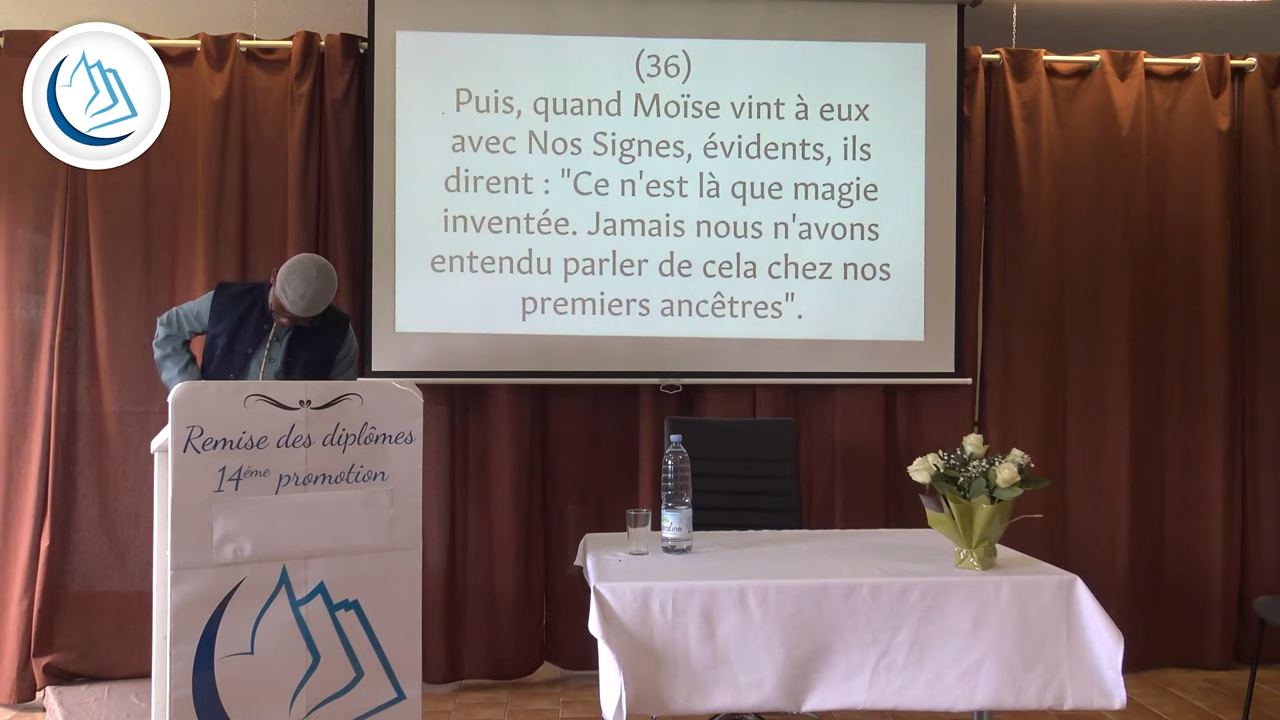 (36)
Puis, quand Moïse vint à eux
avec Nos Signes, évidents, ils
dirent : "Ce n'est là que magie
inventée. Jamais nous n'avons
entendu parler de cela chez nos
premiers ancêtres".
Remise des diplômes
14ème promotion